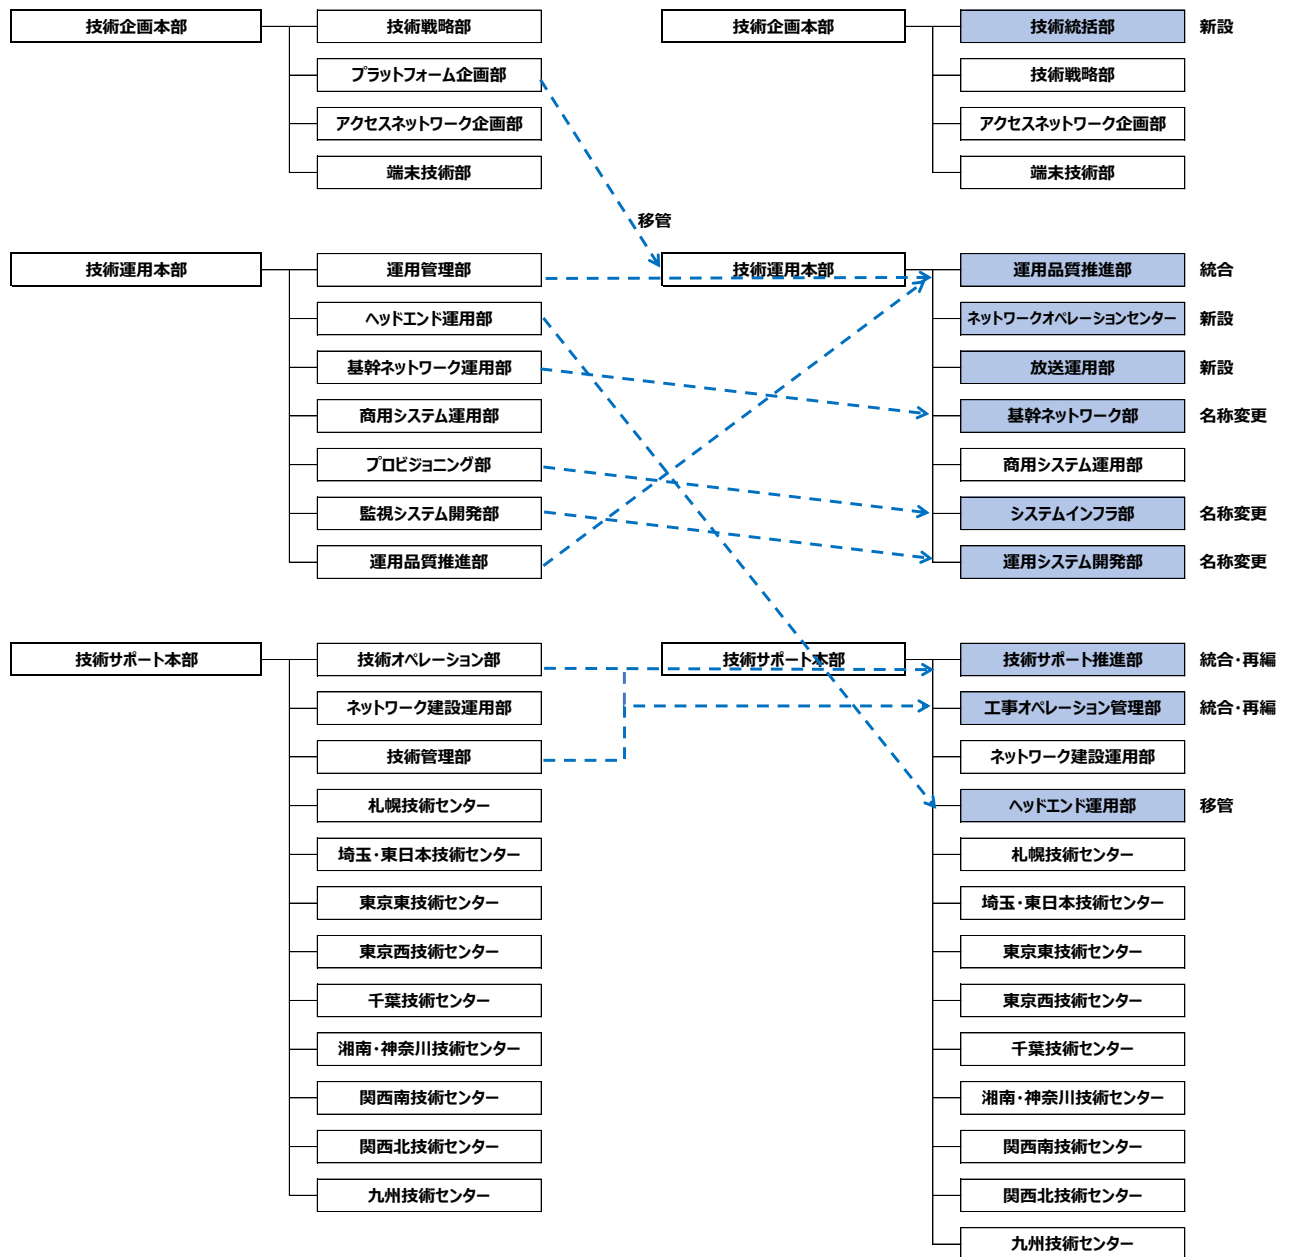 技術企画本部 技術戦略部 技術企画本部 技術統括部 新設
プラットフォーム企画部 技術戦略部
アクセスネットワーク企画部 アクセスネットワーク企画部
端末技術部 端末技術部
移管
技術運用本部 運用管理部 技術運用本部 運用品質推進部 統合
ヘッドエンド運用部 ネットワークオペレーションセンター 新設
基幹ネットワーク運用部 放送運用部 新設
商用システム運用部 基幹ネットワーク部 名称変更
プロビジョニング部 商用システム運用部
監視システム開発部 システムインフラ部 名称変更
運用品質推進部 運用システム開発部 名称変更
技術サポート本部 技術オペレーション部 技術サポート本部 技術サポート推進部 統合・再編
ネットワーク建設運用部 工事オペレーション管理部 統合・再編
技術管理部 ネットワーク建設運用部
札幌技術センター ヘッドエンド運用部 移管
埼玉・東日本技術センター 札幌技術センター
東京東技術センター 埼玉・東日本技術センター
東京西技術センター 東京東技術センター
千葉技術センター 東京西技術センター
湘南・神奈川技術センター 千葉技術センター
関西南技術センター 湘南・神奈川技術センター
関西北技術センター 関西南技術センター
九州技術センター 関西北技術センター
九州技術センター